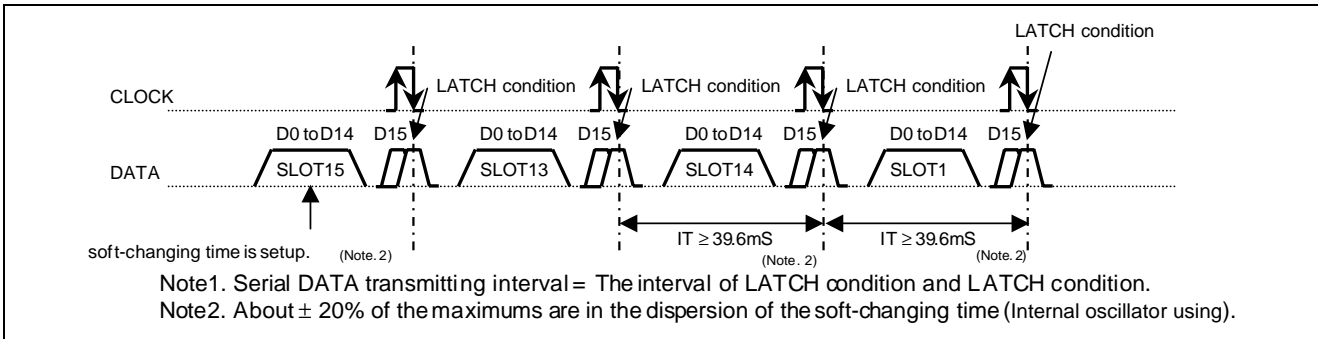 LATCH condition
LATCH condition LATCH condition LATCH condition
CLOCK
D0 to D14 D15 D0 to D14 D15 D0 to D14 D15 D0 to D14 D15
DATA SLOT15 SLOT13 SLOT14 SLOT1
IT ≥ 39.6mS IT ≥ 39.6mS
soft-changing time is setup. (Note. 2) (Note. 2) (Note. 2)
Note1. Serial DATA transmitting interval = The interval of LATCH condition and LATCH condition.
Note2. About ± 20% of the maximums are in the dispersion of the soft-changing time (Internal oscillator using).